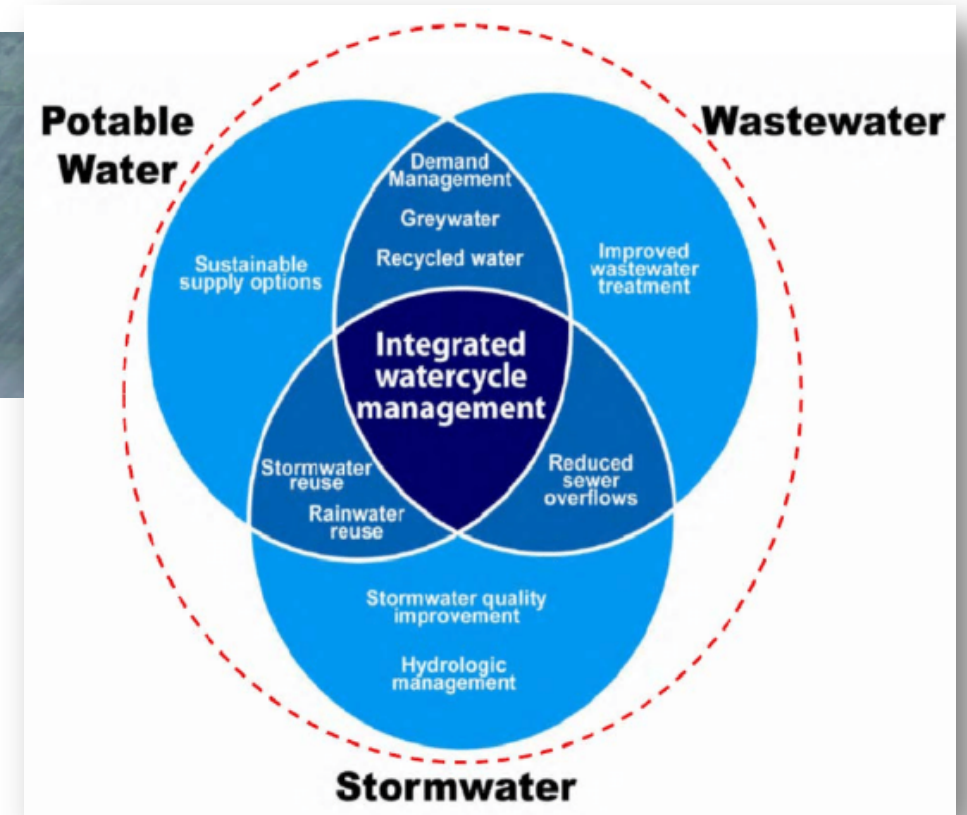 Potable
Water
Wastewater
Demand
Management
Greywater
Recycled water
Sustainable
supply options
Improved
wastewater
treatment
Integrated
watercycle
management
Stormwater
reuse
Rainwater
reuse
Reduced
sewer
overflows
Stormwater quality
improvement
Hydrologic
management
Stormwater